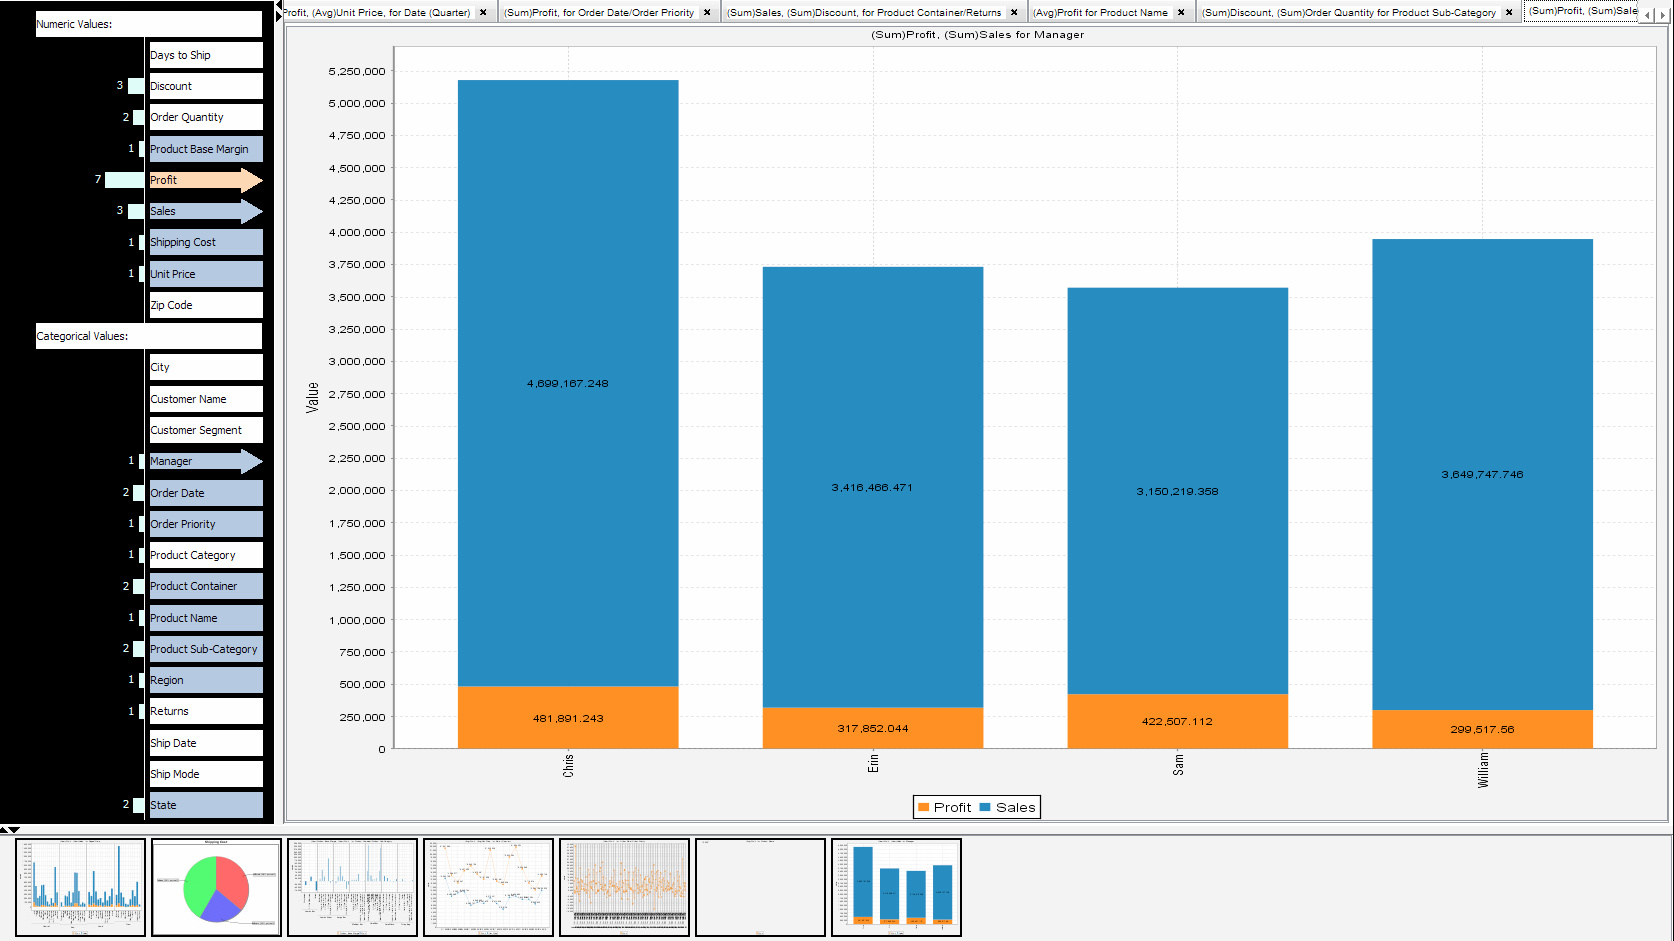 Numeric Values:
Days to Ship
3 Discount
2 Order Quantity
1 Product Base Margin
7 Profit
3 Sales
1 Shipping Cost
1 Unit Price
Zip Code
Categorical Values:
City
Customer Name
Customer Segment
1 Manager
2 Order Date
1 Order Priority
1 Product Category
2 Product Container
1 Product Name
2 Product Sub-Category
1 Region
1 Returns
Ship Date
Ship Mode
2 State
Profit, (Avg)Unit Price, for Date (Quarter)
(Sum)Profit, for Order Date/Order Priority
(Sum)Sales, (Sum)Discount, for Product Container/Returns
(Avg)Profit for Product Name
(Sum)Discount, (Sum)Order Quantity for Product Sub-Category
(Sum)Profit, (Sum)Sale
(Sum)Profit, (Sum)Sales for Manager
Value
5,250,000
5,000,000
4,750,000
4,500,000
4,250,000
4,000,000
3,750,000
3,500,000
3,250,000
3,000,000
2,750,000
2,500,000
2,250,000
2,000,000
1,750,000
1,500,000
1,250,000
1,000,000
750,000
500,000
250,000
0
4,699,167.248
3,416,466.471
3,150,219.358
3,649,747.746
481,891.243
317,852.044
422,507.112
299,517.56
Chris
Erin
Sam
William
Profit Sales
Shipping Cost